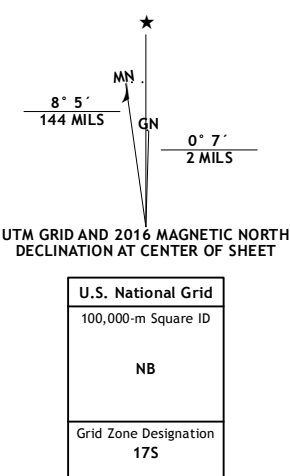 ★
MN
8° 5´
144 MILS
GN
0° 7´
2 MILS
UTM GRID AND 2016 MAGNETIC NORTH
DECLINATION AT CENTER OF SHEET
U.S. National Grid
100,000-m Square ID
NB
Grid Zone Designation
17S